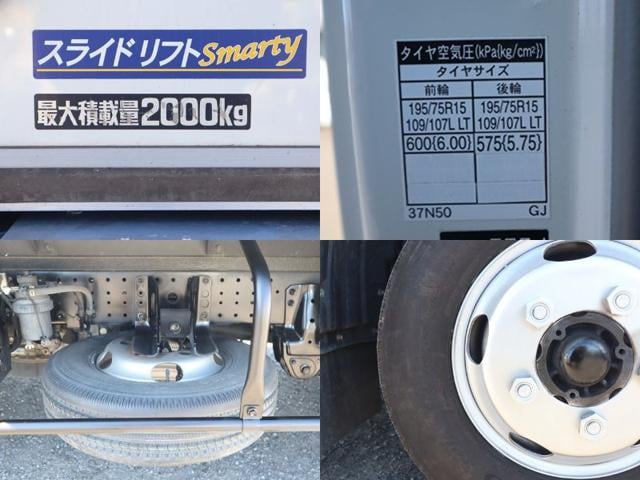 スライドリフトSmarty
最大積載量2000kg
タイヤ空気圧(kPa{kg/cm²})
タイヤサイズ
前輪 後輪
195/75R15 195/75R15
109/107L LT 109/107L LT
600{6.00} 575{5.75}
37N50 GJ